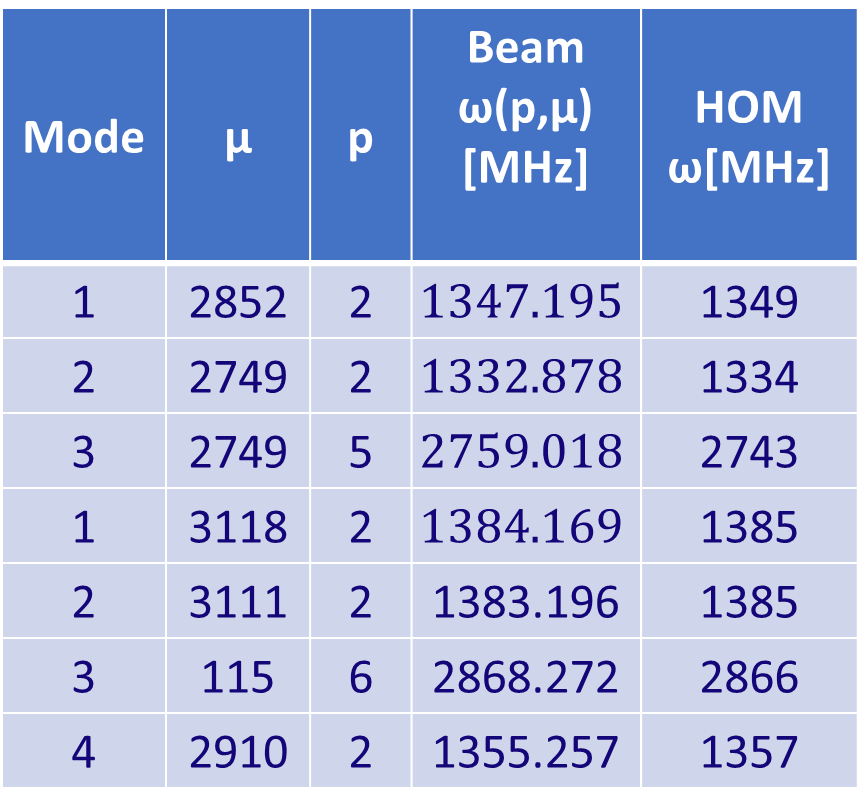 Mode μ p Beam ω(p,μ) [MHz] HOM ω[MHz]
1 2852 2 1347.195 1349
2 2749 2 1332.878 1334
3 2749 5 2759.018 2743
1 3118 2 1384.169 1385
2 3111 2 1383.196 1385
3 115 6 2868.272 2866
4 2910 2 1355.257 1357